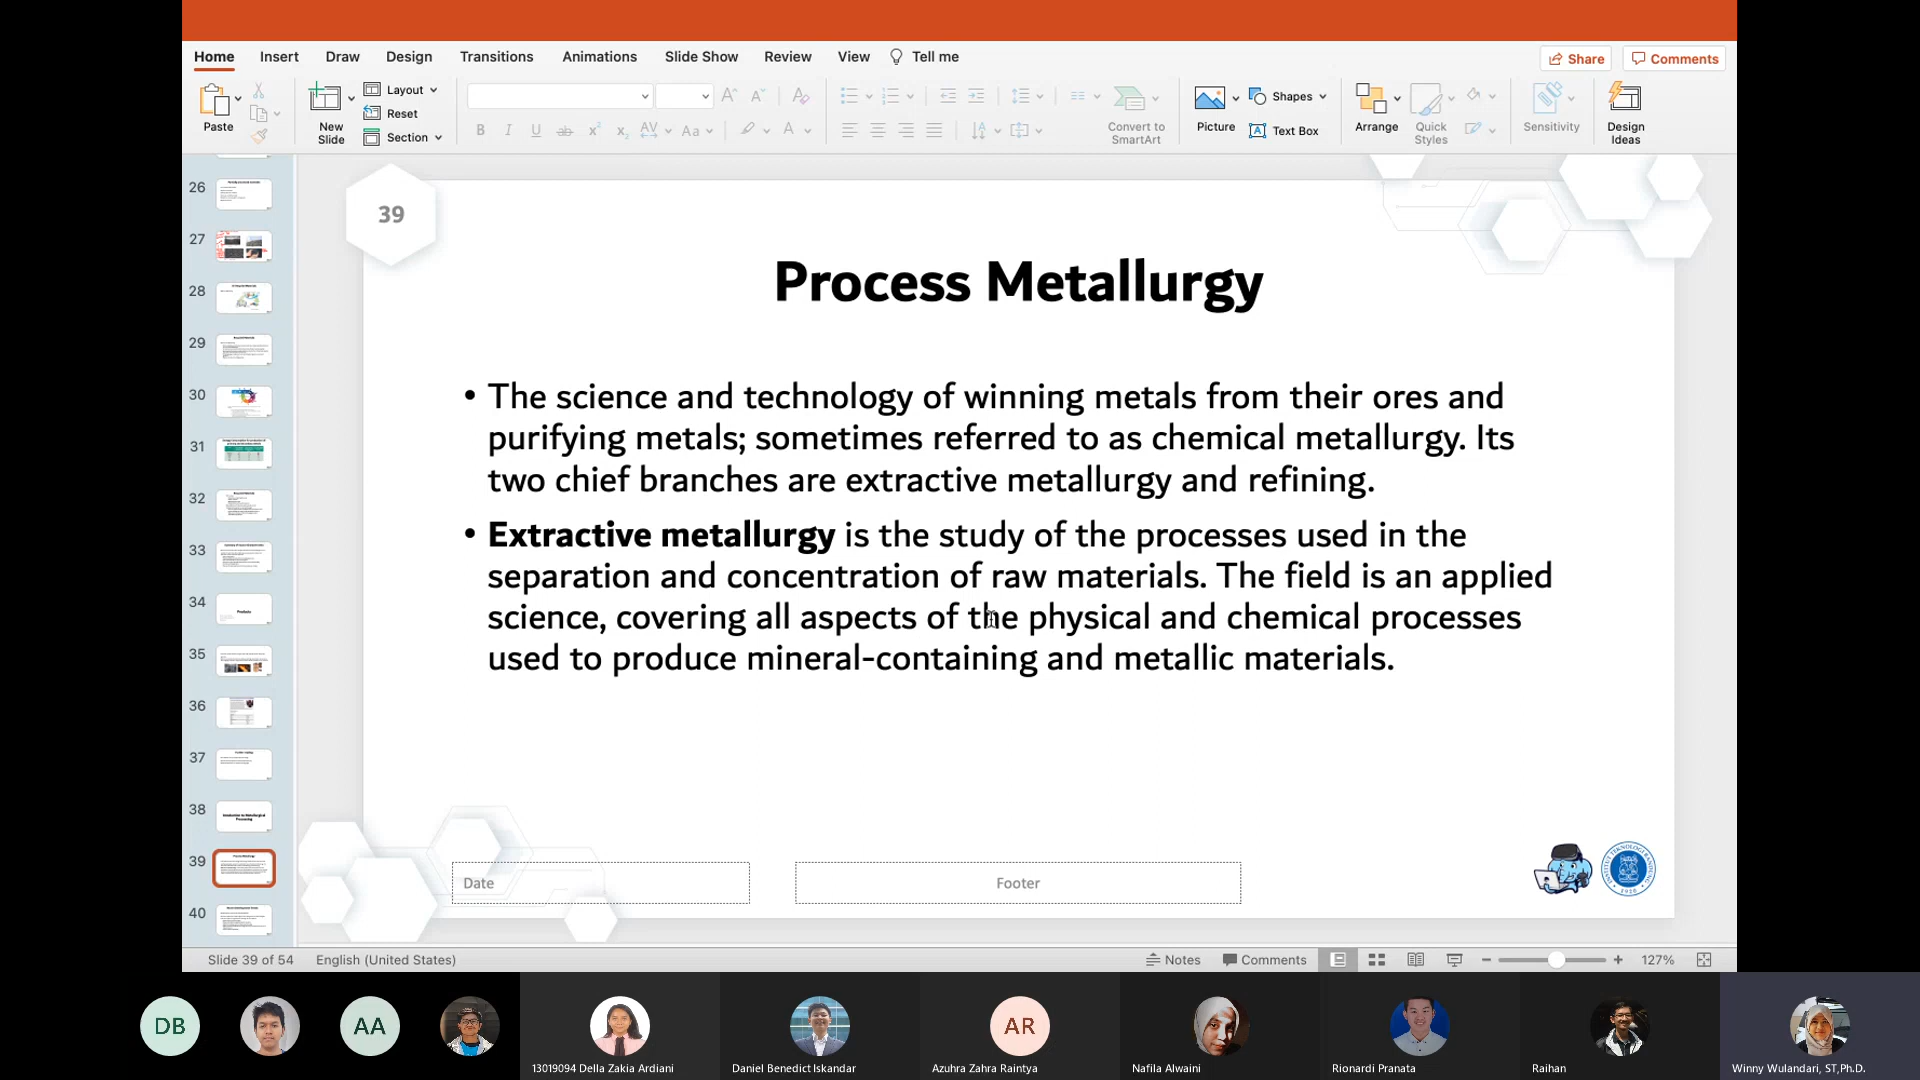 Home Insert Draw Design Transitions Animations Slide Show Review View Tell me Share Comments
Paste New Slide Layout Reset Section Convert to SmartArt Picture Shapes Text Box Arrange Quick Styles Sensitivity Design Ideas
39
Process Metallurgy
• The science and technology of winning metals from their ores and
purifying metals; sometimes referred to as chemical metallurgy. Its
two chief branches are extractive metallurgy and refining.
• Extractive metallurgy is the study of the processes used in the
separation and concentration of raw materials. The field is an applied
science, covering all aspects of the physical and chemical processes
used to produce mineral-containing and metallic materials.
Date
Footer
26
27
28
29
30
31
32
33
34
Products
35
36
37
38
Introduction to Metallurgical
Processing
39
Process Metallurgy
40
Slide 39 of 54 English (United States) Notes Comments 127%
DB AA AR
13019094 Della Zakia Ardiani Daniel Benedict Iskandar Azuhra Zahra Raintya Nafila Alwaini Rionardi Pranata Raihan Winny Wulandari, ST,Ph.D.